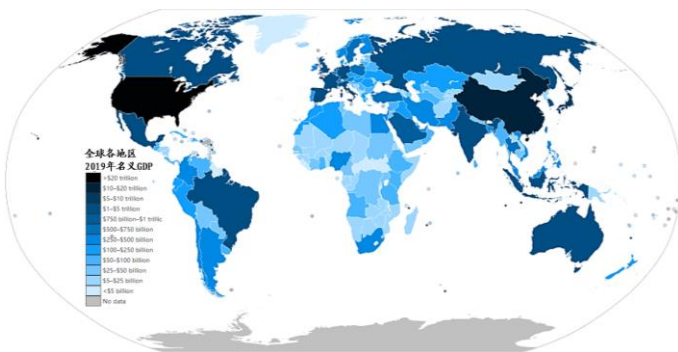 全球各地区
2019年名义GDP
>$20 trillion
$10–$20 trillion
$5–$10 trillion
$1–$5 trillion
$750 billion–$1 trillic
$500–$750 billion
$250–$500 billion
$100–$250 billion
$50–$100 billion
$25–$50 billion
$5–$25 billion
<$5 billion
No data